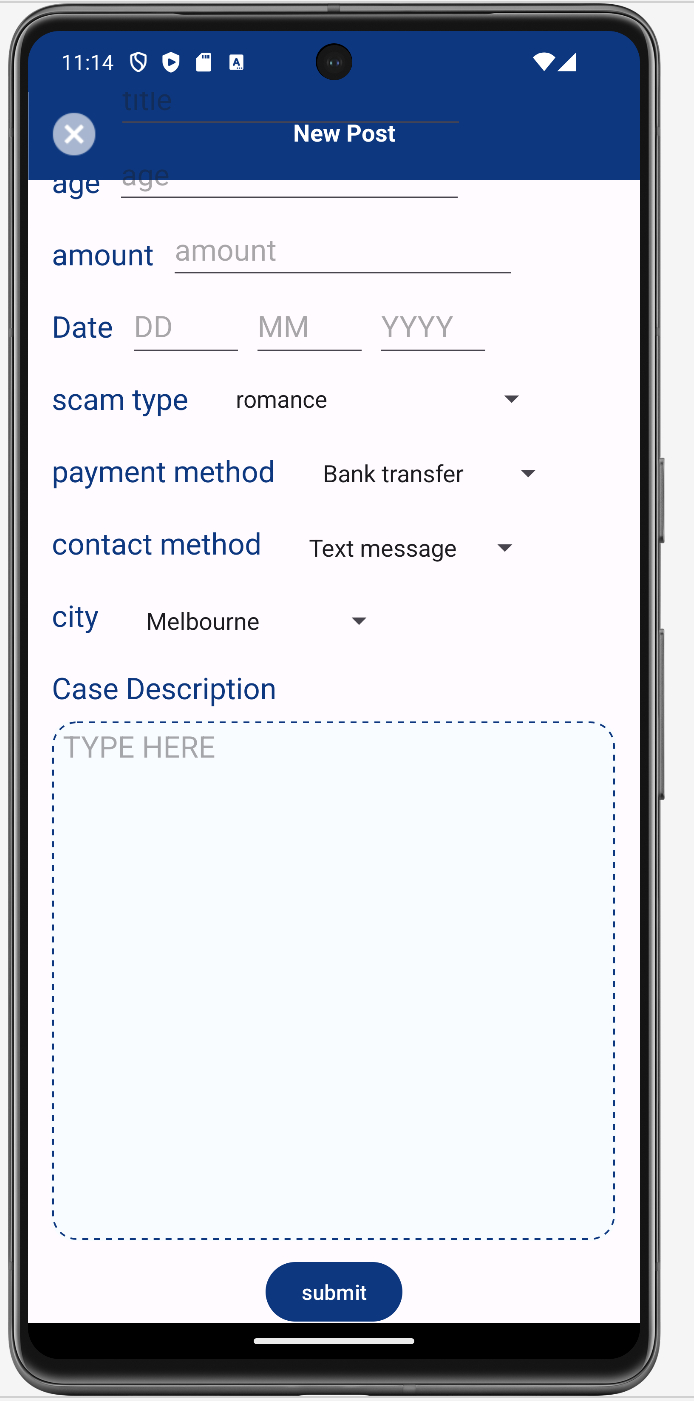 11:14
title
New Post
age age
amount amount
Date DD MM YYYY
scam type romance
payment method Bank transfer
contact method Text message
city Melbourne
Case Description
TYPE HERE
submit